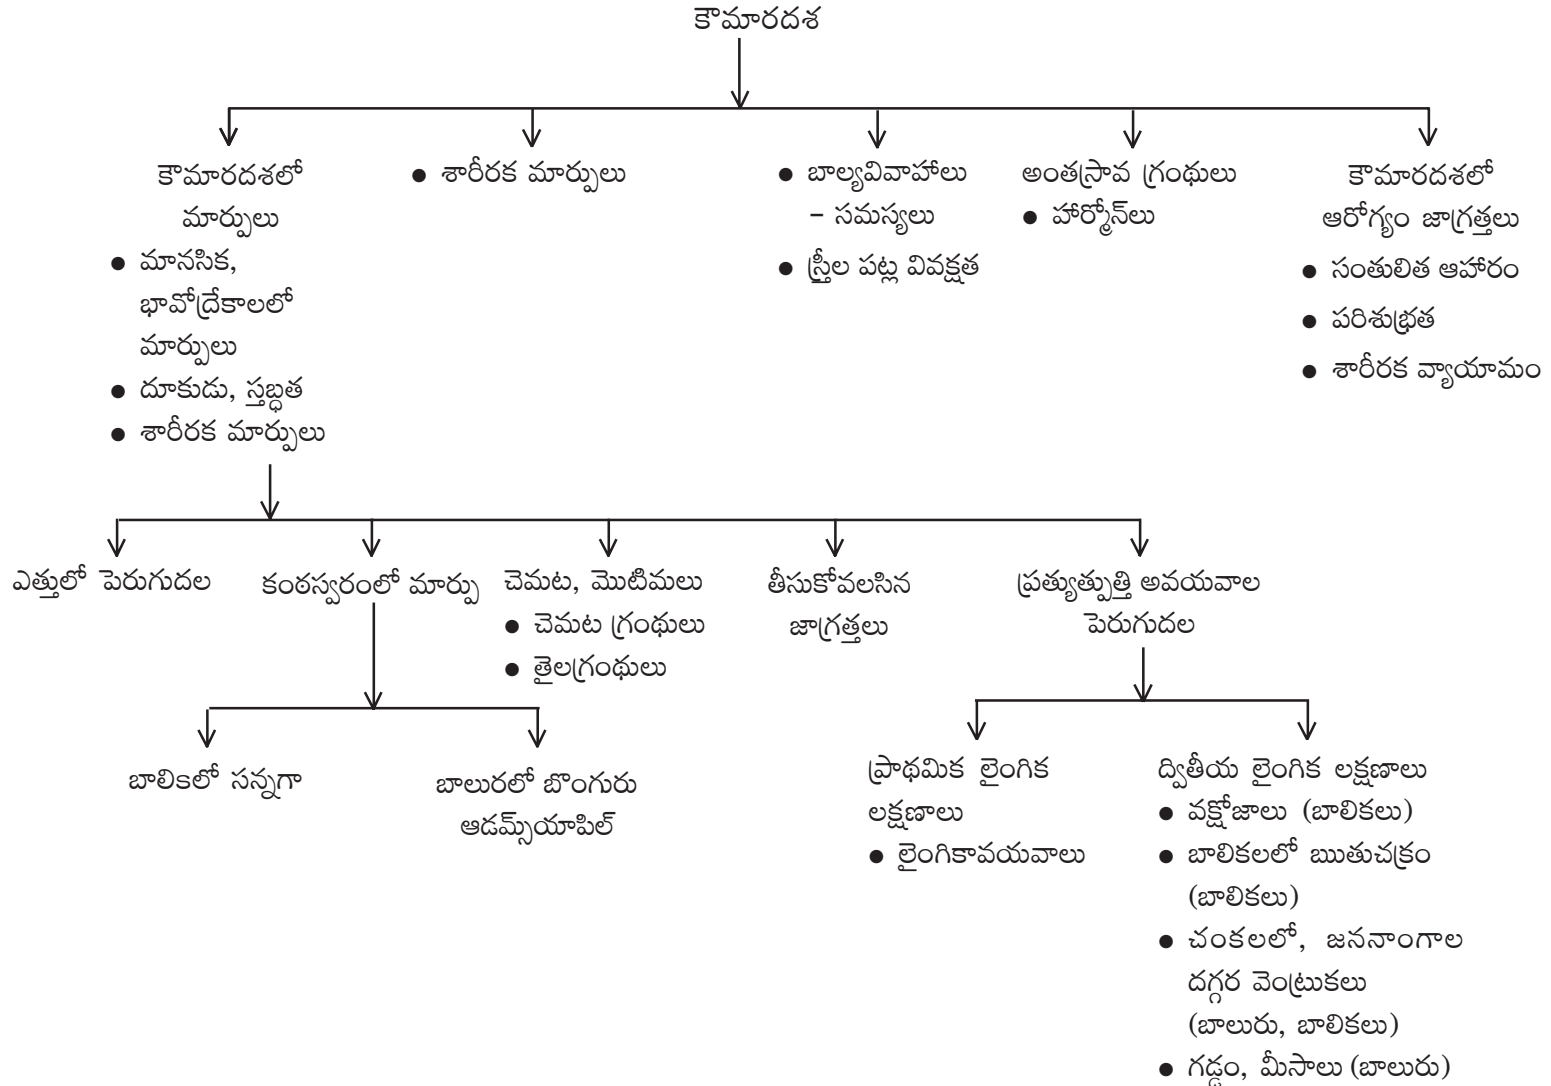 కౌమారదశ
కౌమారదశలో
మార్పులు
● మానసిక,
భావోద్రేకాలలో
మార్పులు
● దూకుడు, స్తబ్ధత
● శారీరక మార్పులు
● శారీరక మార్పులు
● బాల్యవివాహాలు
– సమస్యలు
● స్త్రీల పట్ల వివక్షత
అంతస్రావ గ్రంథులు
● హార్మోన్‌లు
కౌమారదశలో
ఆరోగ్యం జాగ్రత్తలు
● సంతులిత ఆహారం
● పరిశుభ్రత
● శారీరక వ్యాయామం
ఎత్తులో పెరుగుదల
కంఠస్వరంలో మార్పు
బాలికలో సన్నగా
బాలురలో బొంగురు
ఆడమ్స్‌యాపిల్
చెమట, మొటిమలు
● చెమట గ్రంథులు
● తైలగ్రంథులు
తీసుకోవలసిన
జాగ్రత్తలు
ప్రత్యుత్పుత్తి అవయవాల
పెరుగుదల
ప్రాథమిక లైంగిక
లక్షణాలు
● లైంగికావయవాలు
ద్వితీయ లైంగిక లక్షణాలు
● వక్షోజాలు (బాలికలు)
● బాలికలలో ఋతుచక్రం
(బాలికలు)
● చంకలలో, జననాంగాల
దగ్గర వెంట్రుకలు
(బాలురు, బాలికలు)
● గడ్డం, మీసాలు (బాలురు)